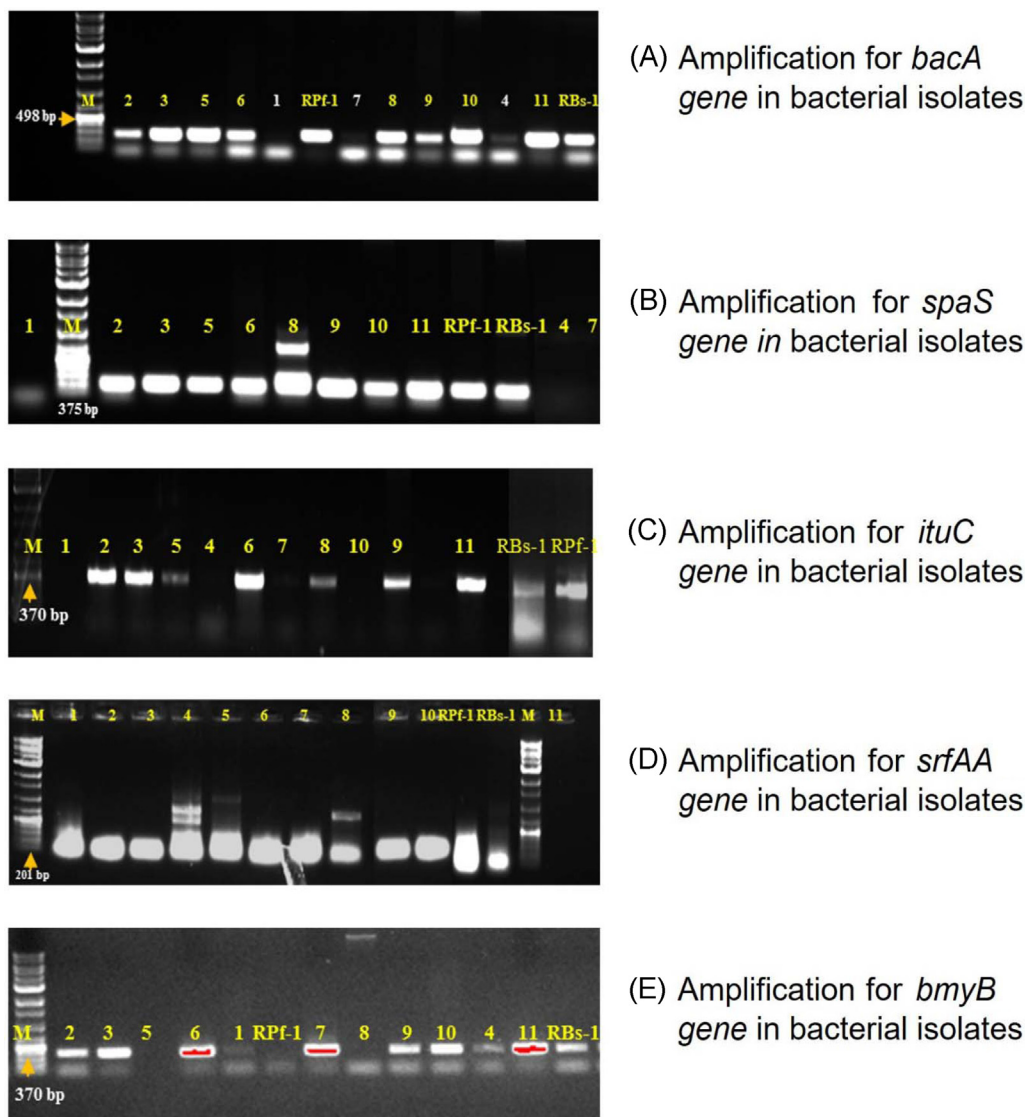 (A) Amplification for bacA
gene in bacterial isolates
M 2 3 5 6 1 RPf-1 7 8 9 10 4 11 RBs-1
498 bp
(B) Amplification for spaS
gene in bacterial isolates
1 M 2 3 5 6 8 9 10 11 RPf-1 RBs-1 4 7
375 bp
(C) Amplification for ituC
gene in bacterial isolates
M 1 2 3 5 4 6 7 8 10 9 11 RBs-1 RPf-1
370 bp
(D) Amplification for srfAA
gene in bacterial isolates
M 1 2 3 4 5 6 7 8 9 10 RPf-1 RBs-1 M 11
201 bp
(E) Amplification for bmyB
gene in bacterial isolates
M 2 3 5 6 1 RPf-1 7 8 9 10 4 11 RBs-1
370 bp